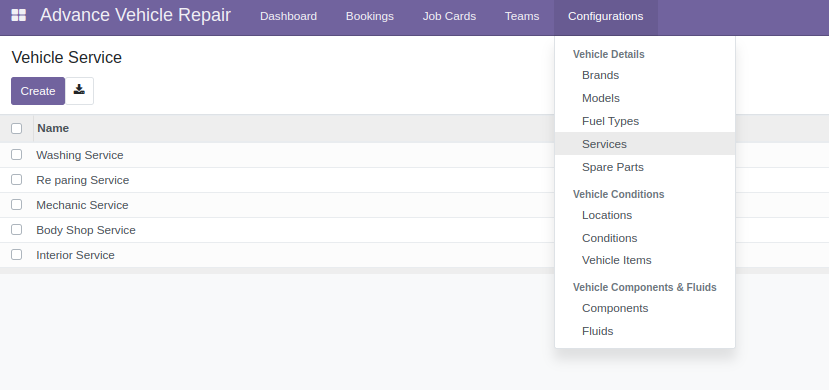 Advance Vehicle Repair Dashboard Bookings Job Cards Teams Configurations
Vehicle Service
Create
Name
Washing Service
Re paring Service
Mechanic Service
Body Shop Service
Interior Service
Vehicle Details
Brands
Models
Fuel Types
Services
Spare Parts
Vehicle Conditions
Locations
Conditions
Vehicle Items
Vehicle Components & Fluids
Components
Fluids